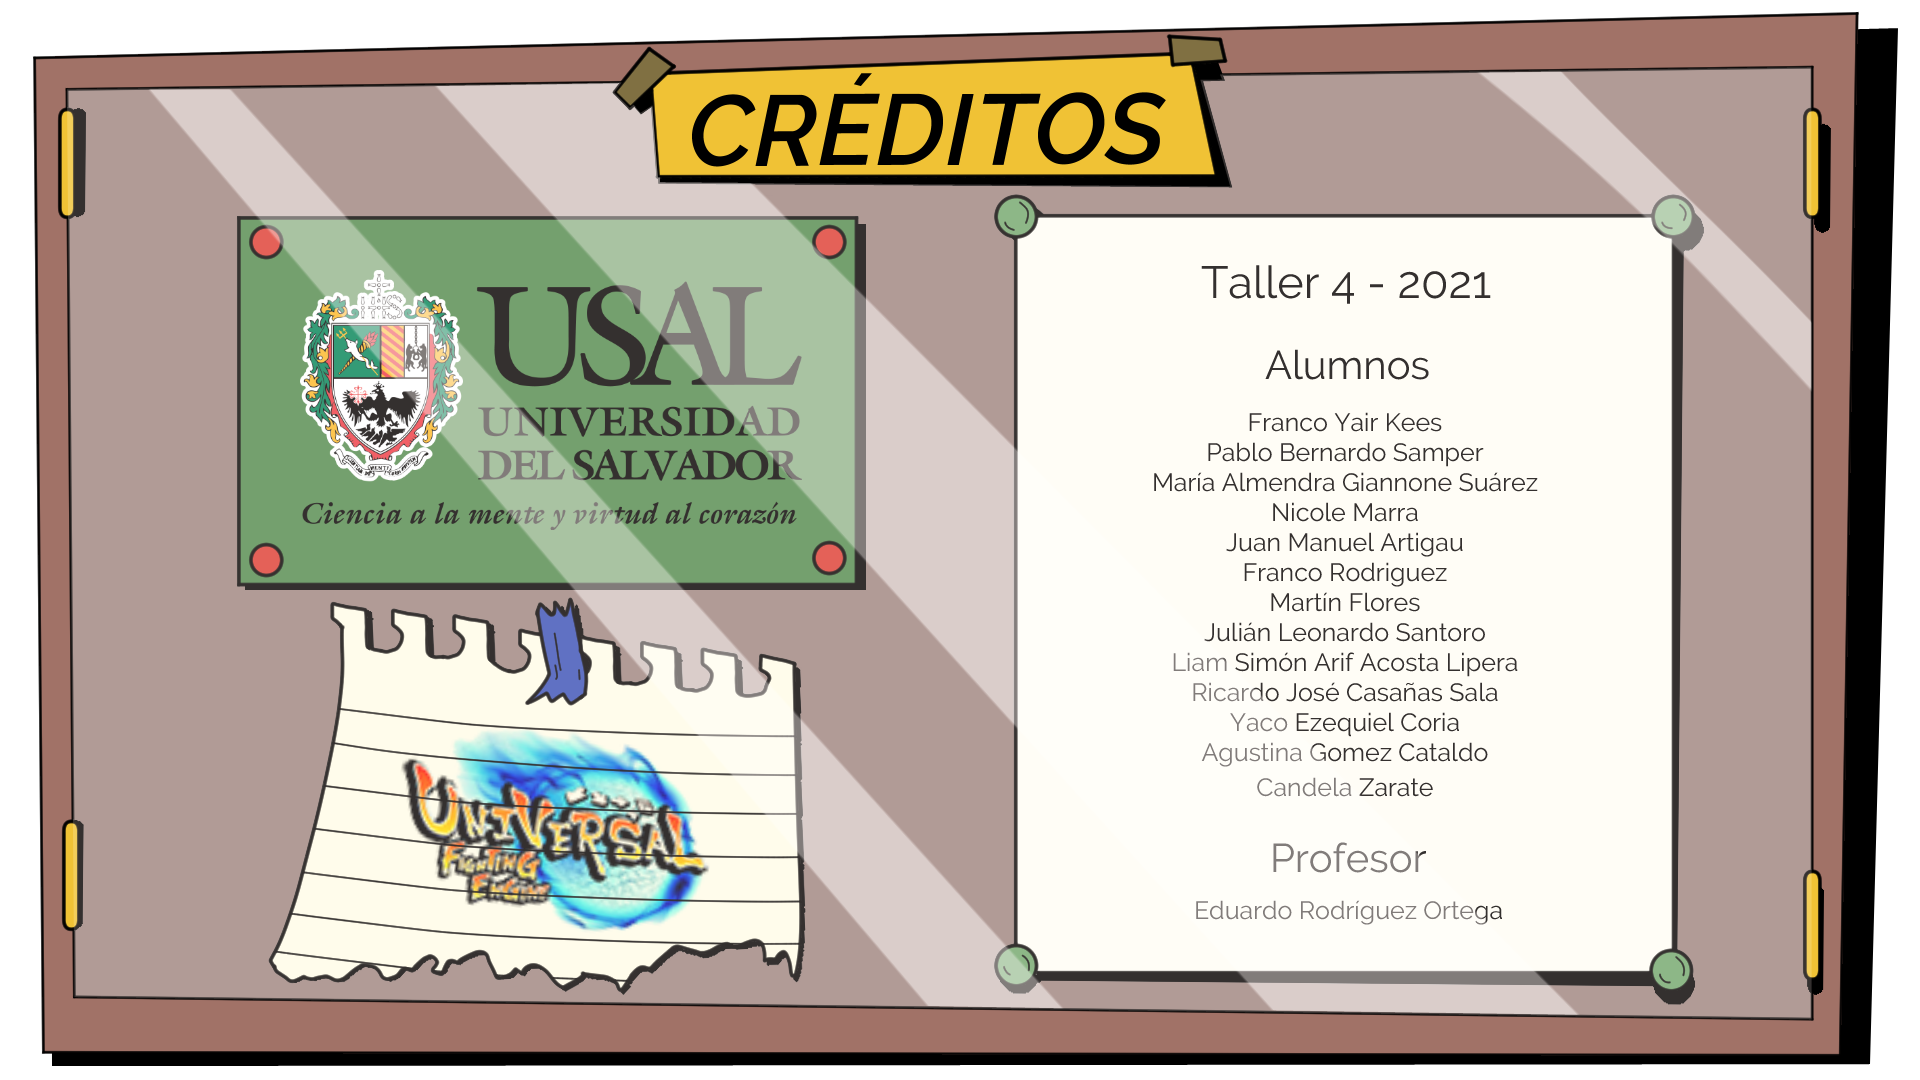 CRÉDITOS
USAL
UNIVERSIDAD
DEL SALVADOR
Ciencia a la mente y virtud al corazón
UNIVERSAL
FIGHTING
ENGINE
Taller 4 - 2021
Alumnos
Franco Yair Kees
Pablo Bernardo Samper
María Almendra Giannone Suárez
Nicole Marra
Juan Manuel Artigau
Franco Rodriguez
Martín Flores
Julián Leonardo Santoro
Liam Simón Arif Acosta Lipera
Ricardo José Casañas Sala
Yaco Ezequiel Coria
Agustina Gomez Cataldo
Candela Zarate
Profesor
Eduardo Rodríguez Ortega